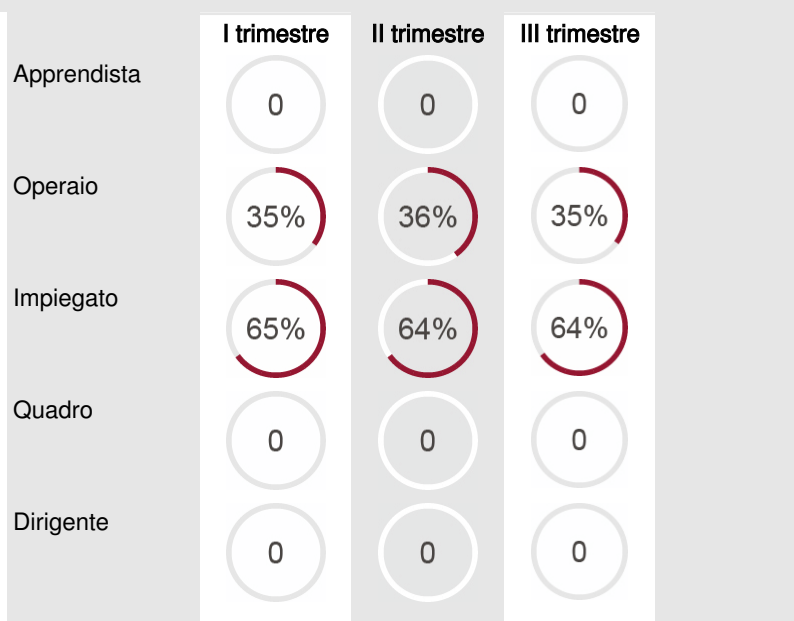 I trimestre II trimestre III trimestre
Apprendista 0 0 0
Operaio 35% 36% 35%
Impiegato 65% 64% 64%
Quadro 0 0 0
Dirigente 0 0 0